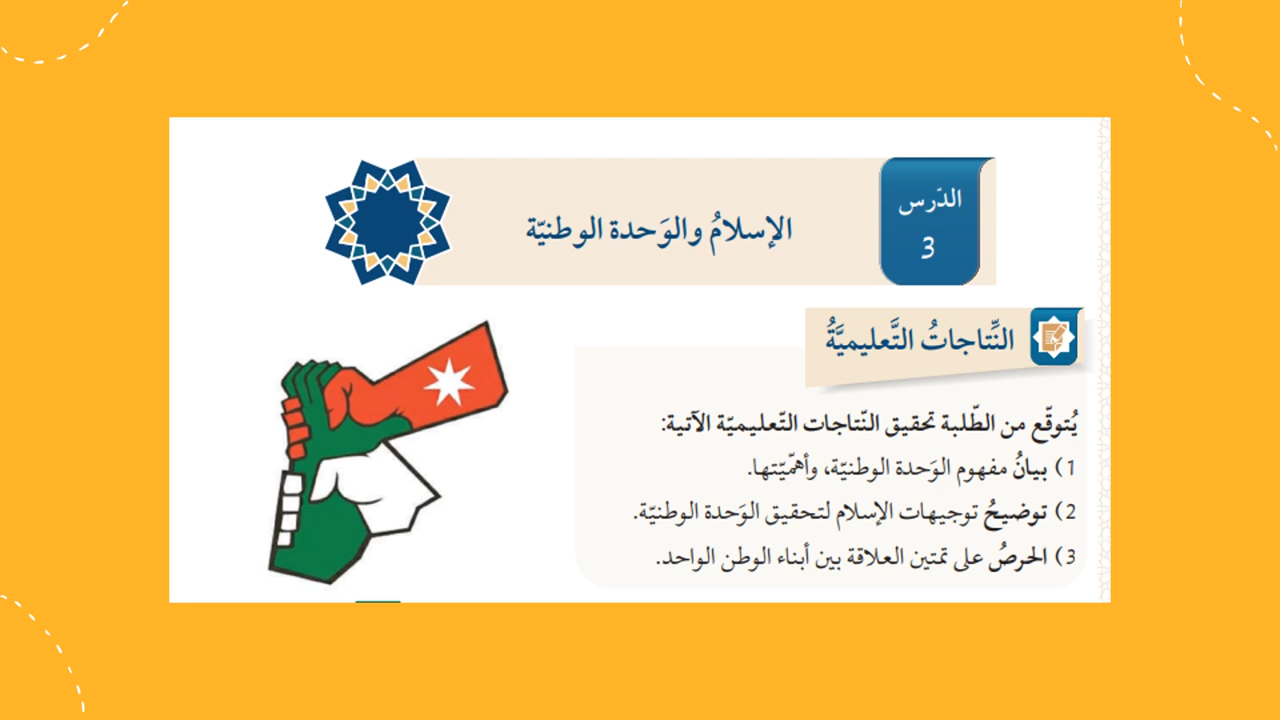 الدّرس
3
الإسلامُ والوَحدة الوطنيّة
النِّتاجاتُ التَّعليميَّةُ
يُتوقّع من الطّلبة تحقيق النّتاجات التّعليميّة الآتية:
1) بيانُ مفهوم الوَحدة الوطنيّة، وأهمّيّتها.
2) توضيحُ توجيهات الإسلام لتحقيق الوَحدة الوطنيّة.
3) الحرصُ على تمتين العلاقة بين أبناء الوطن الواحد.